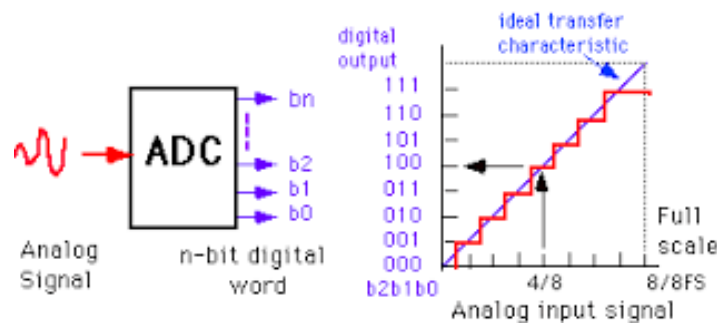 ADC
bn
b2
b1
b0
Analog
Signal
n-bit digital
word
digital
output
ideal transfer
characteristic
111
110
101
100
011
010
001
000
b2b1b0
4/8
8/8FS
Full
scale
Analog input signal